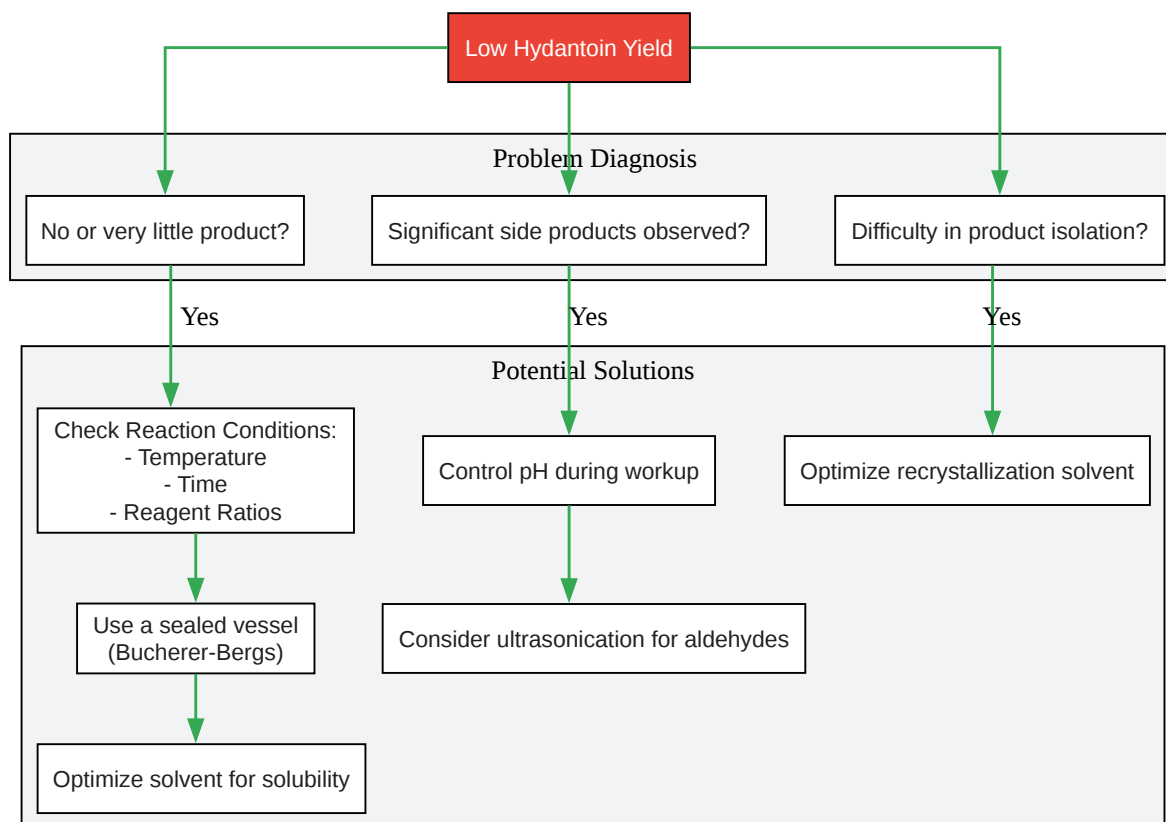 Low Hydantoin Yield
Problem Diagnosis
No or very little product?
Significant side products observed?
Difficulty in product isolation?
Yes
Yes
Yes
Potential Solutions
Check Reaction Conditions:
- Temperature
- Time
- Reagent Ratios
Control pH during workup
Optimize recrystallization solvent
Use a sealed vessel
(Bucherer-Bergs)
Consider ultrasonication for aldehydes
Optimize solvent for solubility